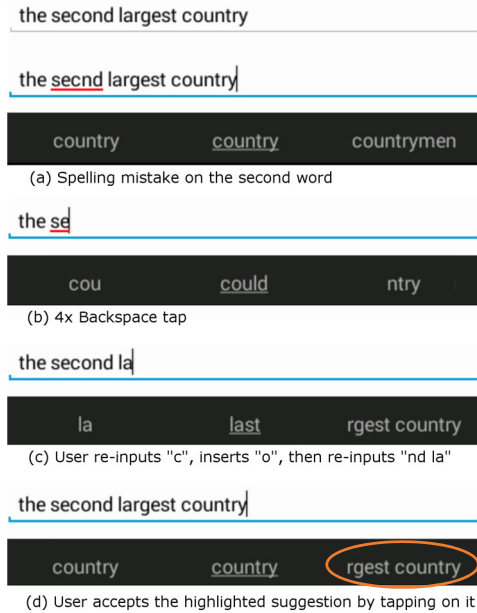 the second largest country
the secnd largest country
country country countrymen
(a) Spelling mistake on the second word
the se
cou could ntry
(b) 4x Backspace tap
the second la
la last rgest country
(c) User re-inputs "c", inserts "o", then re-inputs "nd la"
the second largest country
country country rgest country
(d) User accepts the highlighted suggestion by tapping on it